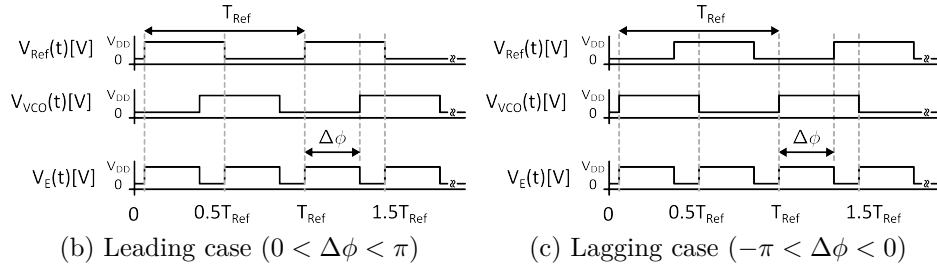 T_Ref
V_Ref(t)[V] V_DD 0
V_VCO(t)[V] V_DD 0
Δϕ
V_E(t)[V] V_DD 0
0 0.5T_Ref T_Ref 1.5T_Ref
(b) Leading case (0 < Δϕ < π)
T_Ref
V_Ref(t)[V] V_DD 0
V_VCO(t)[V] V_DD 0
Δϕ
V_E(t)[V] V_DD 0
0 0.5T_Ref T_Ref 1.5T_Ref
(c) Lagging case (−π < Δϕ < 0)